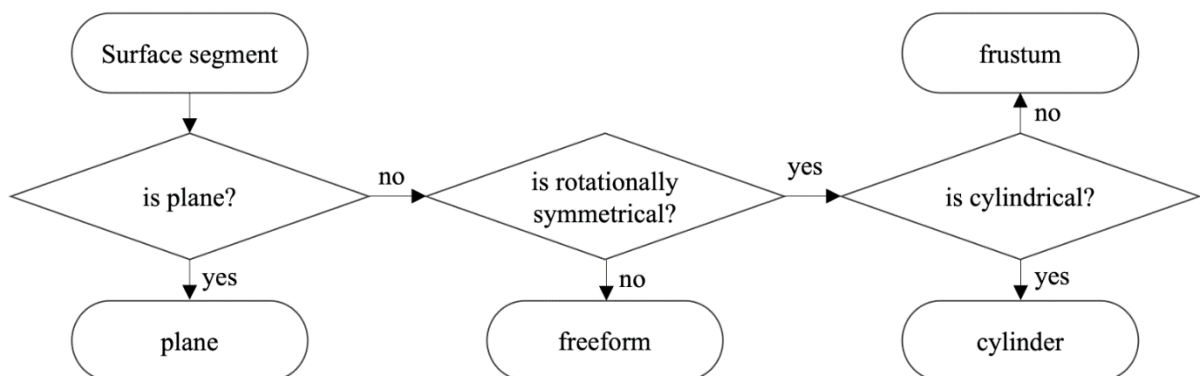 Surface segment
is plane?
yes
plane
no
is rotationally
symmetrical?
no
freeform
yes
is cylindrical?
no
frustum
yes
cylinder